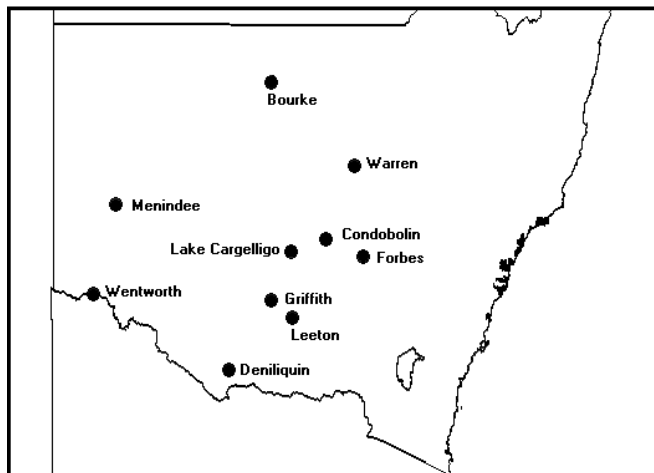 Bourke
Warren
Menindee
Condobolin
Lake Cargelligo
Forbes
Wentworth
Griffith
Leeton
Deniliquin